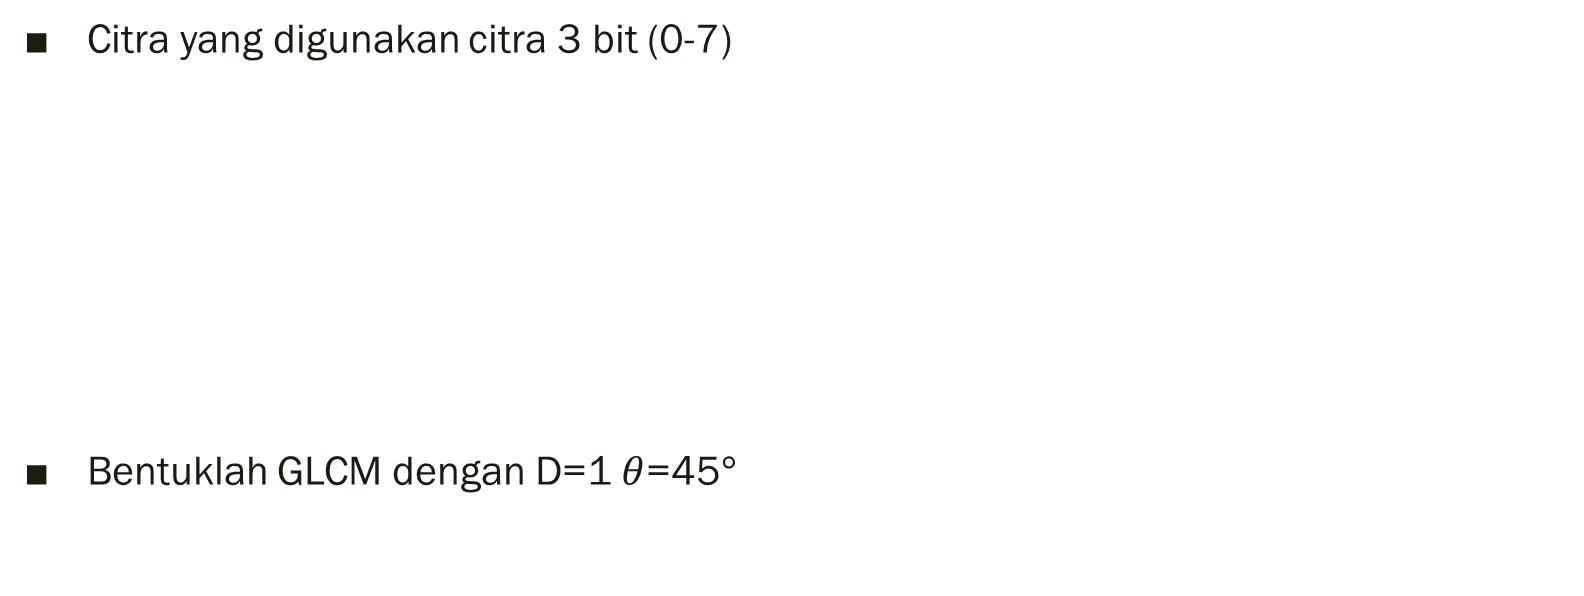 ■ Citra yang digunakan citra 3 bit (0-7)
■ Bentuklah GLCM dengan D=1 θ=45°